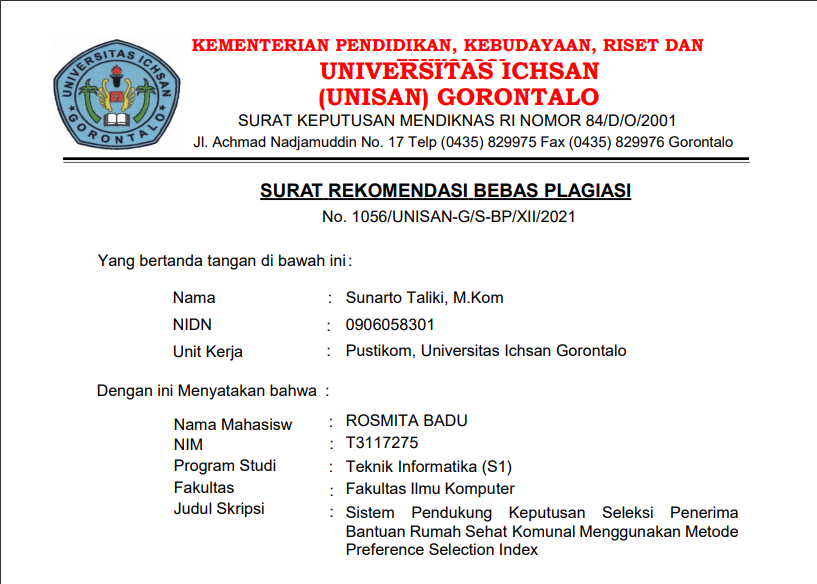 UNIVERSITAS ICHSAN
GORONTALO
KEMENTERIAN PENDIDIKAN, KEBUDAYAAN, RISET DAN
UNIVERSITAS ICHSAN
(UNISAN) GORONTALO
SURAT KEPUTUSAN MENDIKNAS RI NOMOR 84/D/O/2001
Jl. Achmad Nadjamuddin No. 17 Telp (0435) 829975 Fax (0435) 829976 Gorontalo
SURAT REKOMENDASI BEBAS PLAGIASI
No. 1056/UNISAN-G/S-BP/XII/2021
Yang bertanda tangan di bawah ini :
Nama : Sunarto Taliki, M.Kom
NIDN : 0906058301
Unit Kerja : Pustikom, Universitas Ichsan Gorontalo
Dengan ini Menyatakan bahwa :
Nama Mahasisw : ROSMITA BADU
NIM : T3117275
Program Studi : Teknik Informatika (S1)
Fakultas : Fakultas Ilmu Komputer
Judul Skripsi : Sistem Pendukung Keputusan Seleksi Penerima
Bantuan Rumah Sehat Komunal Menggunakan Metode
Preference Selection Index